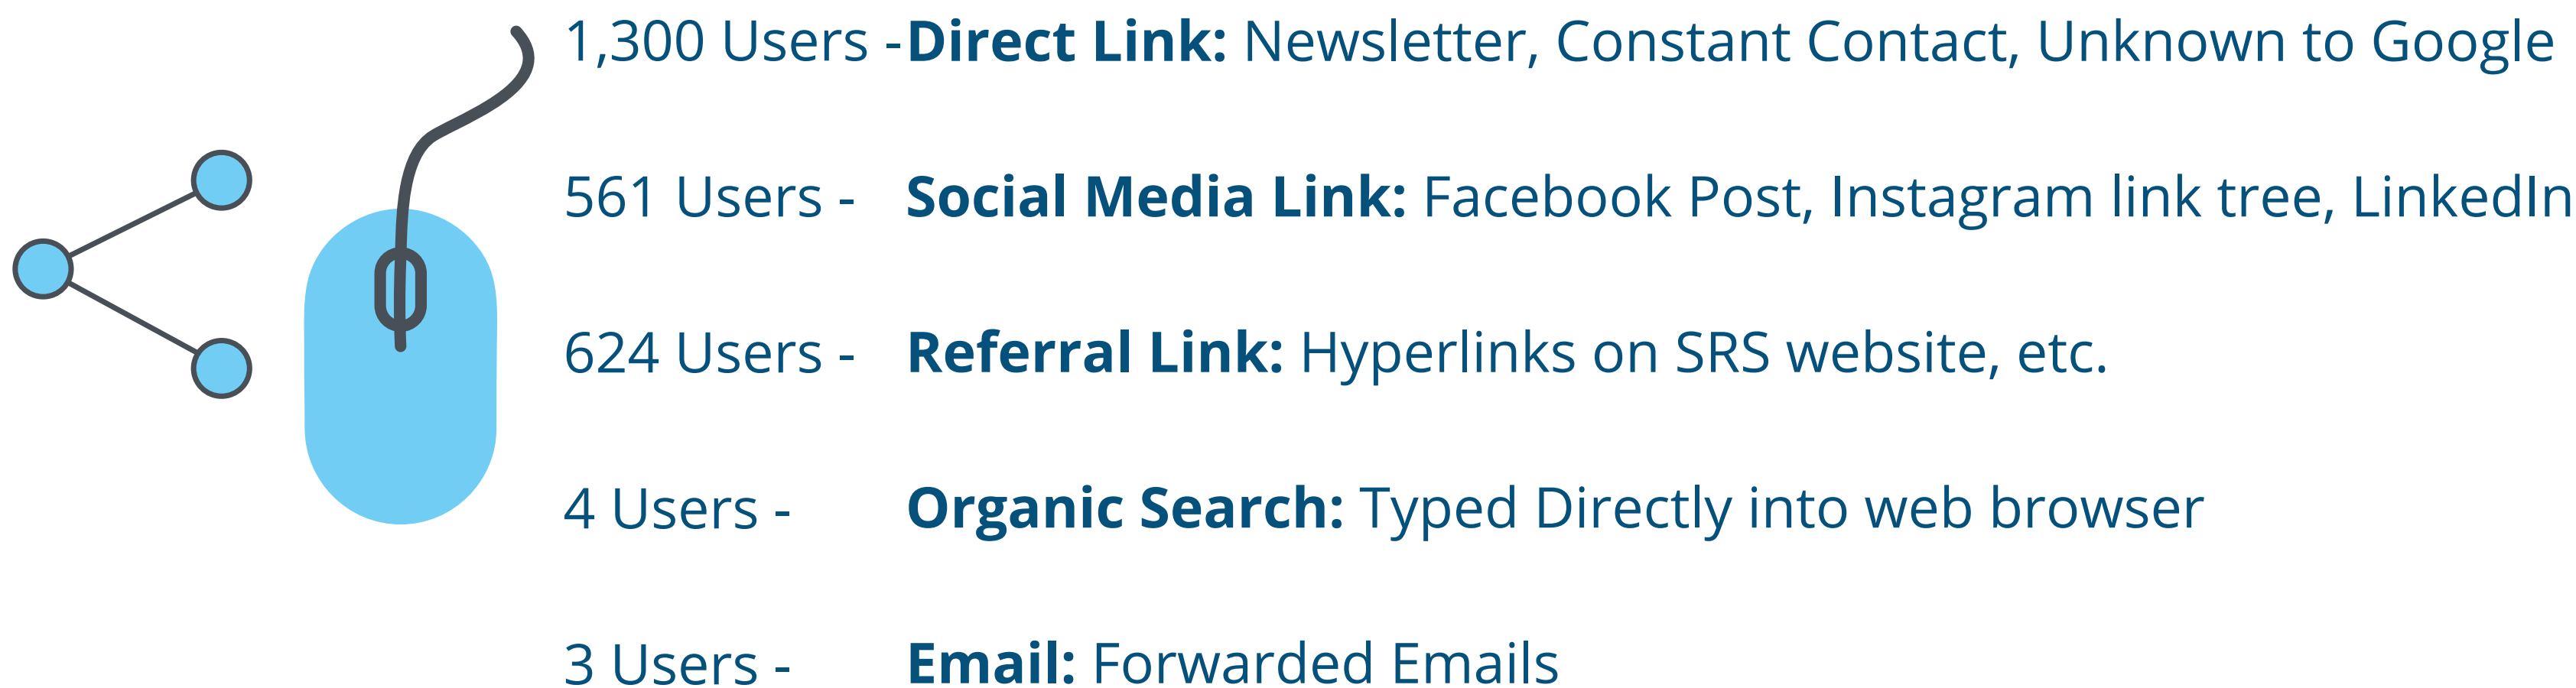 1,300 Users -Direct Link: Newsletter, Constant Contact, Unknown to Google
561 Users - Social Media Link: Facebook Post, Instagram link tree, LinkedIn
624 Users - Referral Link: Hyperlinks on SRS website, etc.
4 Users - Organic Search: Typed Directly into web browser
3 Users - Email: Forwarded Emails